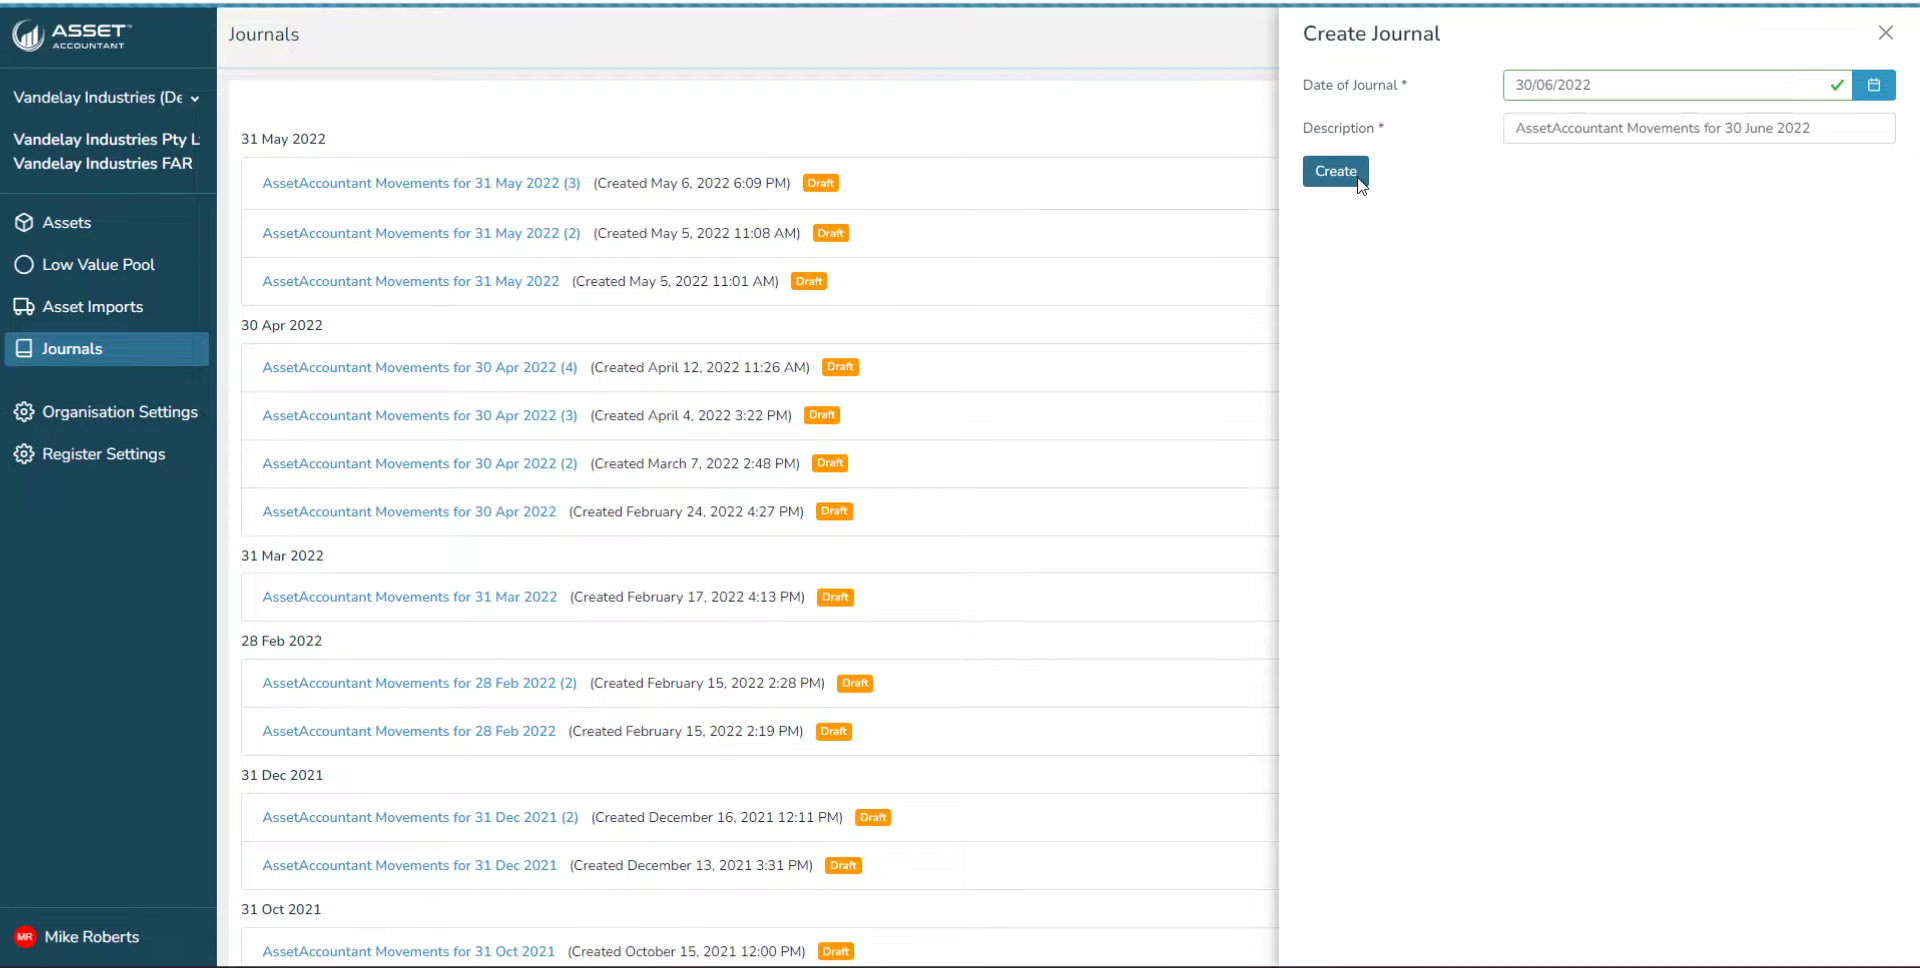 ASSET™
ACCOUNTANT
Vandelay Industries (De
Vandelay Industries Pty L
Vandelay Industries FAR
Assets
Low Value Pool
Asset Imports
Journals
Organisation Settings
Register Settings
MR Mike Roberts
Journals
31 May 2022
AssetAccountant Movements for 31 May 2022 (3) (Created May 6, 2022 6:09 PM) Draft
AssetAccountant Movements for 31 May 2022 (2) (Created May 5, 2022 11:08 AM) Draft
AssetAccountant Movements for 31 May 2022 (Created May 5, 2022 11:01 AM) Draft
30 Apr 2022
AssetAccountant Movements for 30 Apr 2022 (4) (Created April 12, 2022 11:26 AM) Draft
AssetAccountant Movements for 30 Apr 2022 (3) (Created April 4, 2022 3:22 PM) Draft
AssetAccountant Movements for 30 Apr 2022 (2) (Created March 7, 2022 2:48 PM) Draft
AssetAccountant Movements for 30 Apr 2022 (Created February 24, 2022 4:27 PM) Draft
31 Mar 2022
AssetAccountant Movements for 31 Mar 2022 (Created February 17, 2022 4:13 PM) Draft
28 Feb 2022
AssetAccountant Movements for 28 Feb 2022 (2) (Created February 15, 2022 2:28 PM) Draft
AssetAccountant Movements for 28 Feb 2022 (Created February 15, 2022 2:19 PM) Draft
31 Dec 2021
AssetAccountant Movements for 31 Dec 2021 (2) (Created December 16, 2021 12:11 PM) Draft
AssetAccountant Movements for 31 Dec 2021 (Created December 13, 2021 3:31 PM) Draft
31 Oct 2021
AssetAccountant Movements for 31 Oct 2021 (Created October 15, 2021 12:00 PM) Draft
Create Journal
Date of Journal * 30/06/2022
Description * AssetAccountant Movements for 30 June 2022
Create